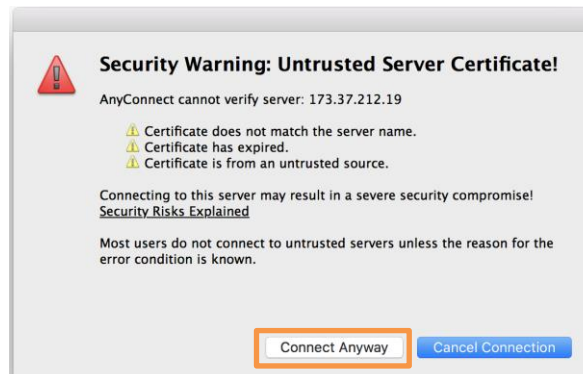 Security Warning: Untrusted Server Certificate!
AnyConnect cannot verify server: 173.37.212.19
Certificate does not match the server name.
Certificate has expired.
Certificate is from an untrusted source.
Connecting to this server may result in a severe security compromise!
Security Risks Explained
Most users do not connect to untrusted servers unless the reason for the
error condition is known.
Connect Anyway
Cancel Connection